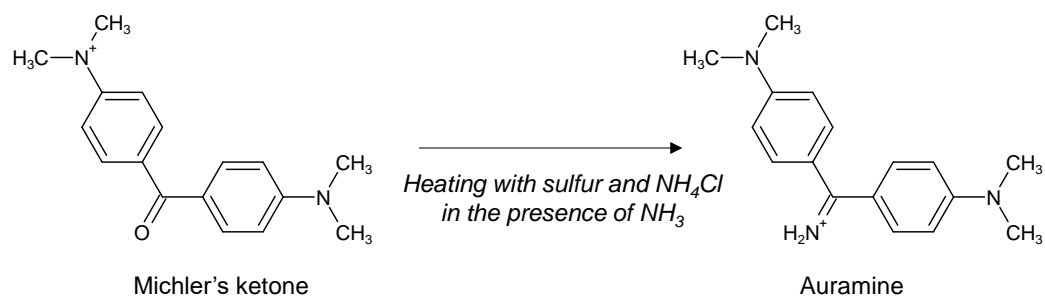 CH₃
H₃C N⁺
CH₃
N
CH₃
O
Michler's ketone
Heating with sulfur and NH₄Cl
in the presence of NH₃
CH₃
H₃C N
CH₃
N
CH₃
H₂N⁺
Auramine